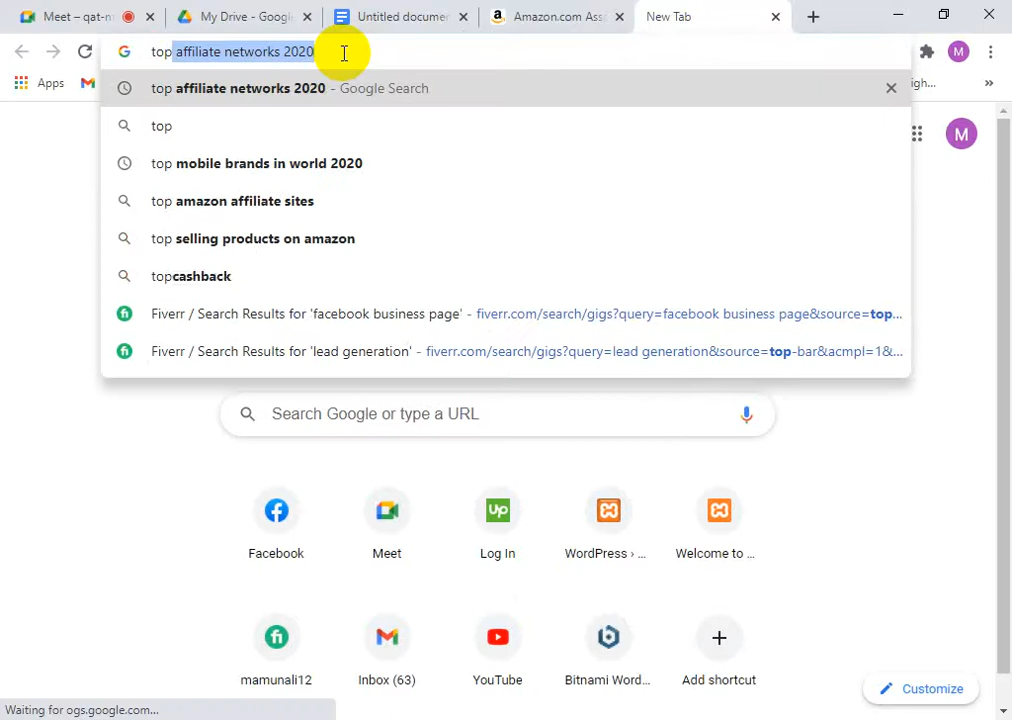 Meet – qat-n
My Drive - Google
Untitled documen
Amazon.com Asso
New Tab
top affiliate networks 2020
M
Apps
igh...
»
top affiliate networks 2020 - Google Search
top
top mobile brands in world 2020
top amazon affiliate sites
top selling products on amazon
topcashback
Fiverr / Search Results for 'facebook business page' - fiverr.com/search/gigs?query=facebook business page&source=top...
Fiverr / Search Results for 'lead generation' - fiverr.com/search/gigs?query=lead generation&source=top-bar&acmpl=1&...
M
Search Google or type a URL
Facebook
Meet
Log In
WordPress › ...
Welcome to ...
mamunali12
Inbox (63)
YouTube
Bitnami Word...
Add shortcut
Customize
Waiting for ogs.google.com...